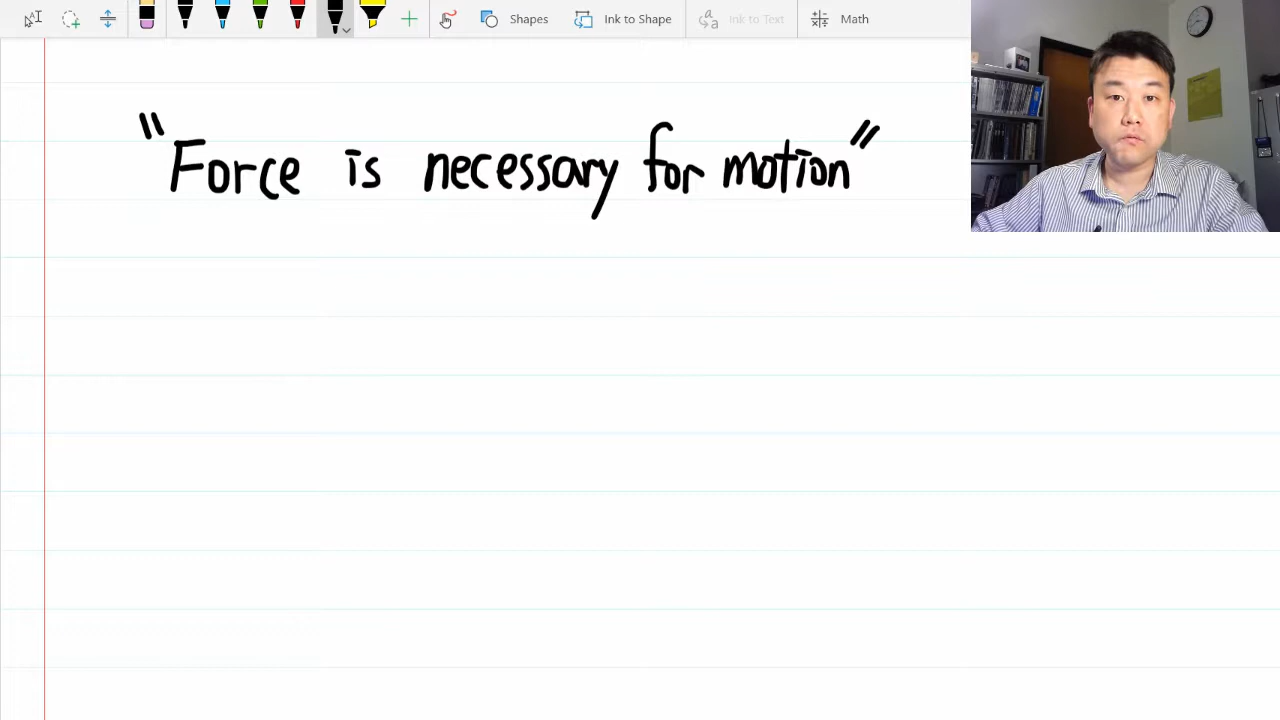 Shapes Ink to Shape Ink to Text Math
"Force is necessary for motion"